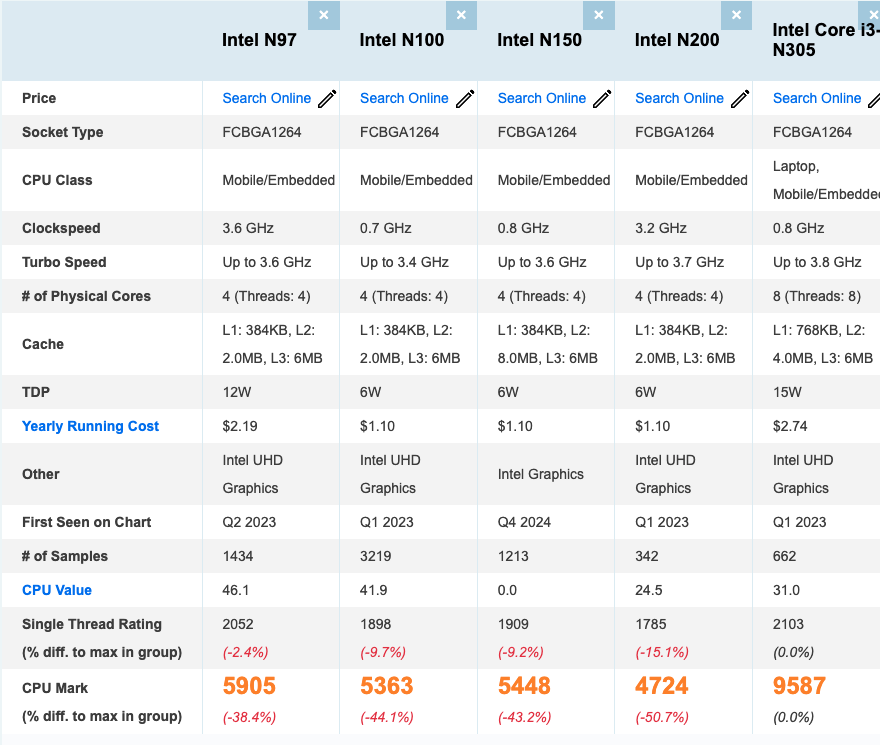 Intel N97 Intel N100 Intel N150 Intel N200 Intel Core i3-
N305
Price Search Online Search Online Search Online Search Online Search Online
Socket Type FCBGA1264 FCBGA1264 FCBGA1264 FCBGA1264 FCBGA1264
CPU Class Mobile/Embedded Mobile/Embedded Mobile/Embedded Mobile/Embedded Laptop,
Mobile/Embedded
Clockspeed 3.6 GHz 0.7 GHz 0.8 GHz 3.2 GHz 0.8 GHz
Turbo Speed Up to 3.6 GHz Up to 3.4 GHz Up to 3.6 GHz Up to 3.7 GHz Up to 3.8 GHz
# of Physical Cores 4 (Threads: 4) 4 (Threads: 4) 4 (Threads: 4) 4 (Threads: 4) 8 (Threads: 8)
Cache L1: 384KB, L2: L1: 384KB, L2: L1: 384KB, L2: L1: 384KB, L2: L1: 768KB, L2:
2.0MB, L3: 6MB 2.0MB, L3: 6MB 8.0MB, L3: 6MB 2.0MB, L3: 6MB 4.0MB, L3: 6MB
TDP 12W 6W 6W 6W 15W
Yearly Running Cost $2.19 $1.10 $1.10 $1.10 $2.74
Other Intel UHD Intel UHD Intel Graphics Intel UHD Intel UHD
Graphics Graphics Graphics Graphics
First Seen on Chart Q2 2023 Q1 2023 Q4 2024 Q1 2023 Q1 2023
# of Samples 1434 3219 1213 342 662
CPU Value 46.1 41.9 0.0 24.5 31.0
Single Thread Rating 2052 1898 1909 1785 2103
(% diff. to max in group) (-2.4%) (-9.7%) (-9.2%) (-15.1%) (0.0%)
CPU Mark 5905 5363 5448 4724 9587
(% diff. to max in group) (-38.4%) (-44.1%) (-43.2%) (-50.7%) (0.0%)